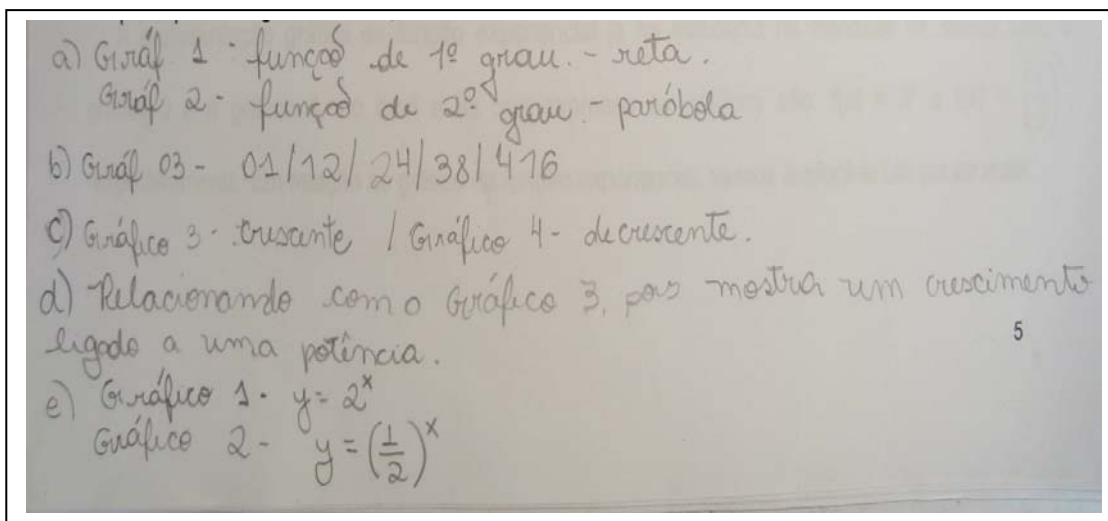 a) Gráf 1 - função de 1º grau. - reta.
Gráf 2 - função de 2º grau - parábola
b) Gráf 03 - 01/12/24/38/416
c) Gráfico 3 - crescente / Gráfico 4 - decrescente.
d) Relacionando com o Gráfico 3, pois mostra um crescimento
ligado a uma potência.
5
e) Gráfico 1 - y = 2^x
Gráfico 2 - y = (1/2)^x